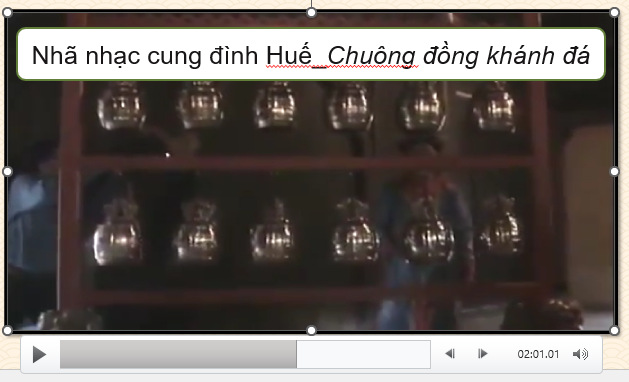 Nhã nhạc cung đình Huế_Chuông đồng khánh đá
02:01.01